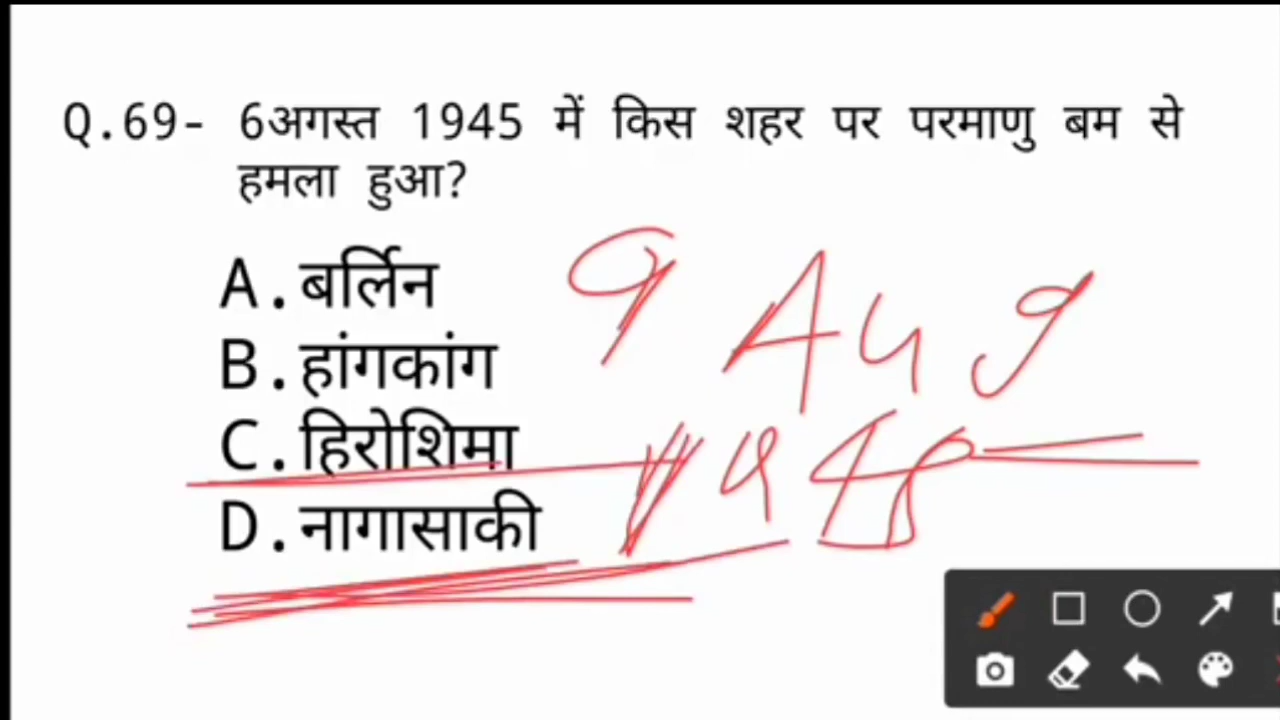 Q.69- 6अगस्त 1945 में किस शहर पर परमाणु बम से
हमला हुआ?
A.बर्लिन
B.हांगकांग
C.हिरोशिमा
D.नागासाकी
9 Aug
1945